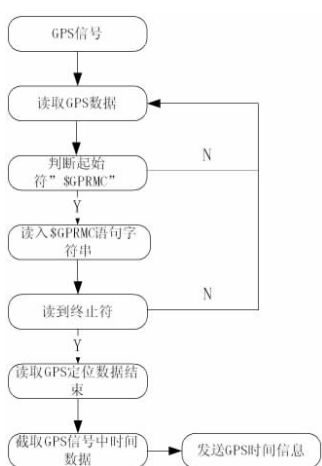 GPS信号
读取GPS数据
判断起始
符”$GPRMC”
N
Y
读入$GPRMC语句字
符串
读到终止符
N
Y
读取GPS定位数据结
束
截取GPS信号中时间
数据
发送GPS时间信息